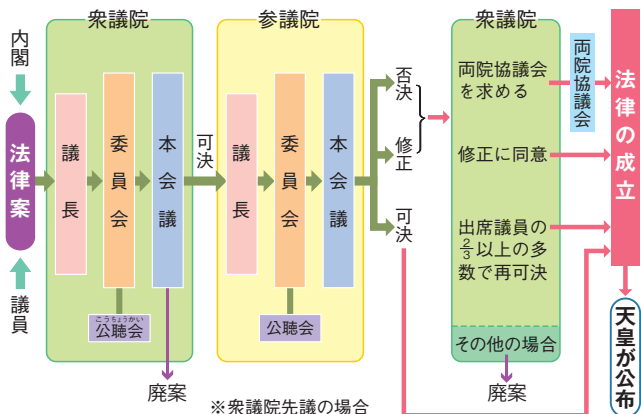 内閣
法律案
議員
衆議院
議長
委員会
本会議
こうちょうかい
公聴会
廃案
可決
参議院
議長
委員会
本会議
公聴会
否決
修正
可決
衆議院
両院協議会
を求める
修正に同意
出席議員の
2/3以上の多
数で再可決
その他の場合
廃案
両院協議会
法律の成立
天皇が公布
※衆議院先議の場合